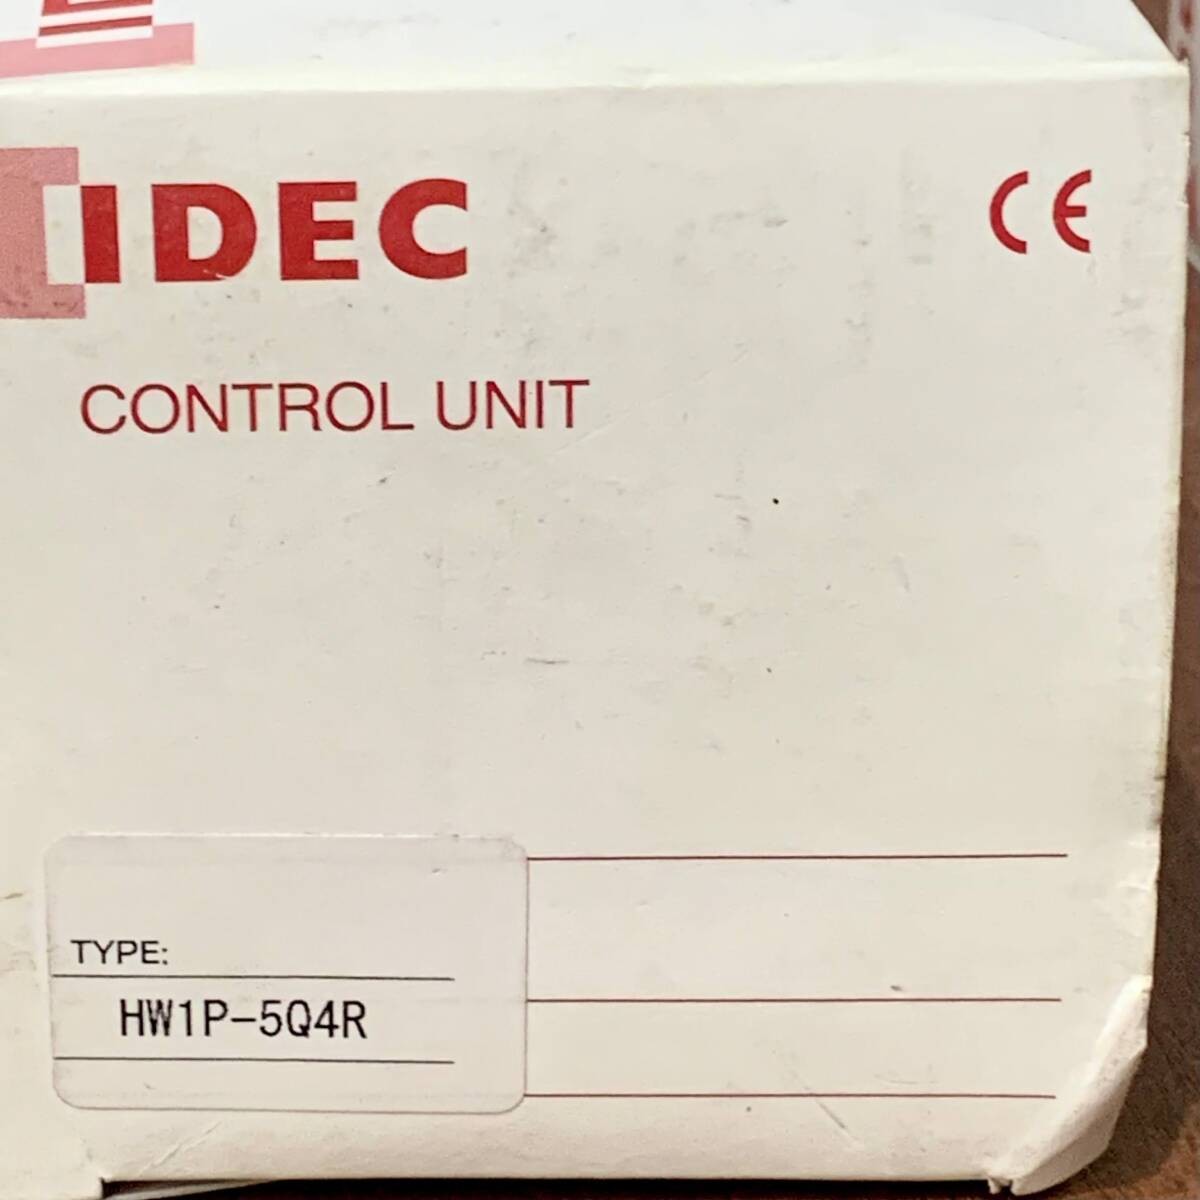 IDEC
CE
CONTROL UNIT
TYPE:
HW1P-5Q4R